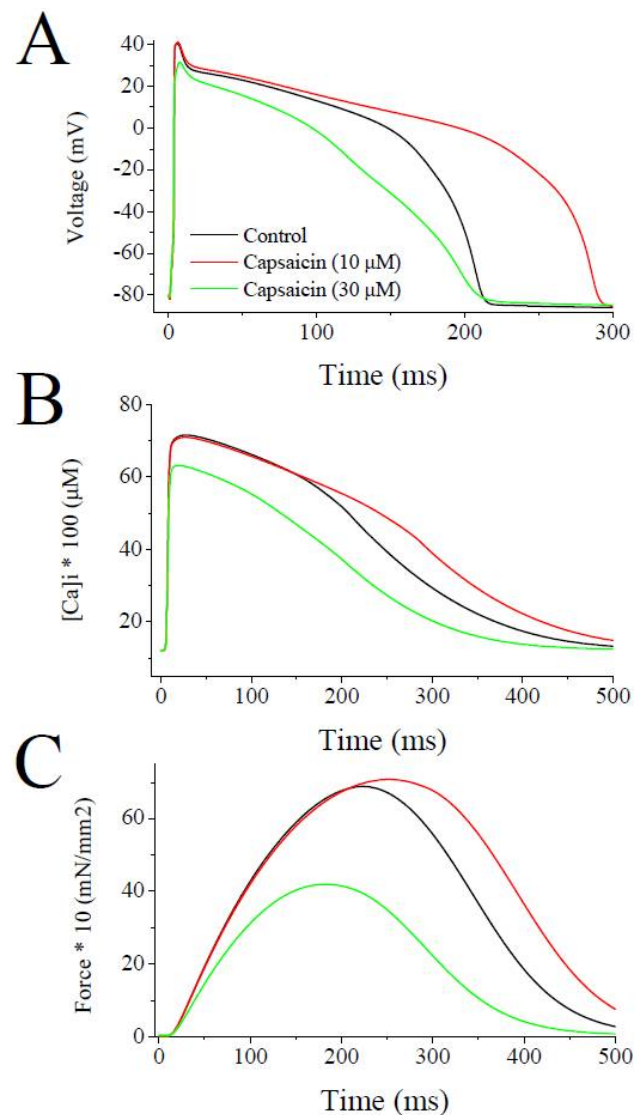 A
Voltage (mV)
40
20
0
-20
-40
-60
-80
Control
Capsaicin (10 μM)
Capsaicin (30 μM)
0 100 200 300
Time (ms)
B
[Ca]i * 100 (μM)
80
60
40
20
0 100 200 300 400 500
Time (ms)
C
Force * 10 (mN/mm2)
60
40
20
0
0 100 200 300 400 500
Time (ms)